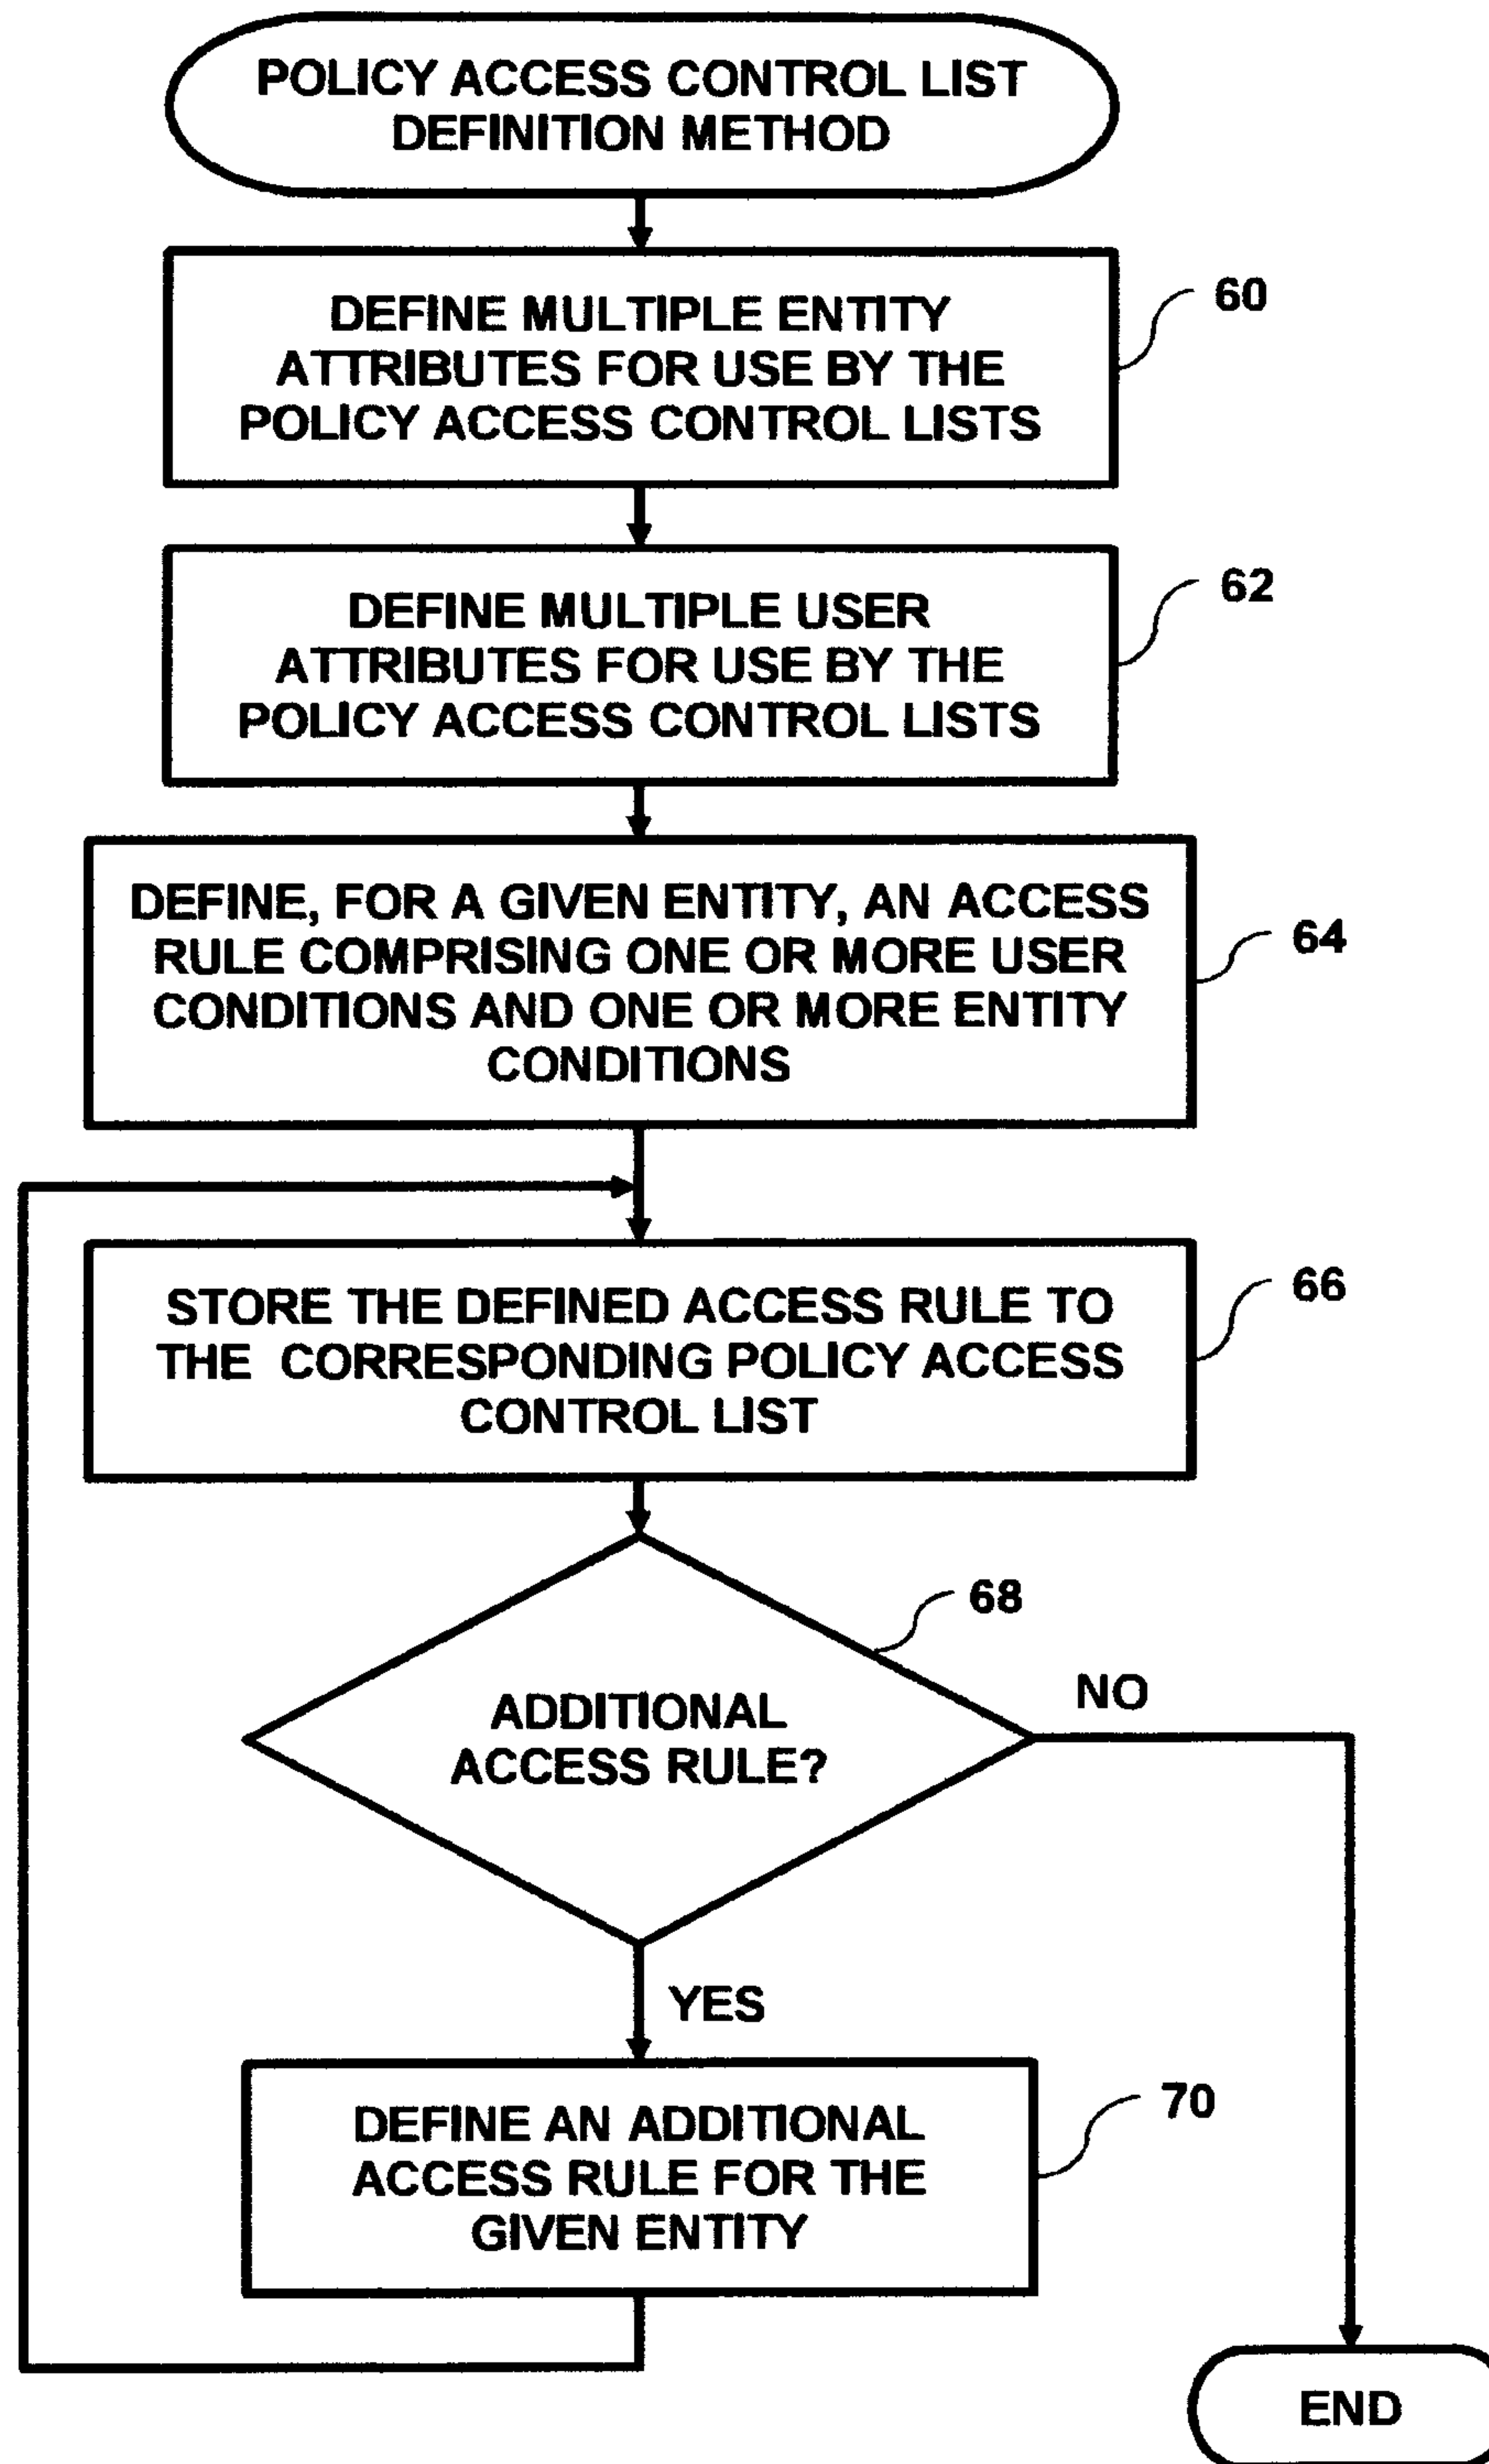 POLICY ACCESS CONTROL LIST
DEFINITION METHOD
DEFINE MULTIPLE ENTITY
ATTRIBUTES FOR USE BY THE
POLICY ACCESS CONTROL LISTS
60
DEFINE MULTIPLE USER
ATTRIBUTES FOR USE BY THE
POLICY ACCESS CONTROL LISTS
62
DEFINE, FOR A GIVEN ENTITY, AN ACCESS
RULE COMPRISING ONE OR MORE USER
CONDITIONS AND ONE OR MORE ENTITY
CONDITIONS
64
STORE THE DEFINED ACCESS RULE TO
THE CORRESPONDING POLICY ACCESS
CONTROL LIST
66
68
ADDITIONAL
ACCESS RULE?
NO
YES
DEFINE AN ADDITIONAL
ACCESS RULE FOR THE
GIVEN ENTITY
70
END